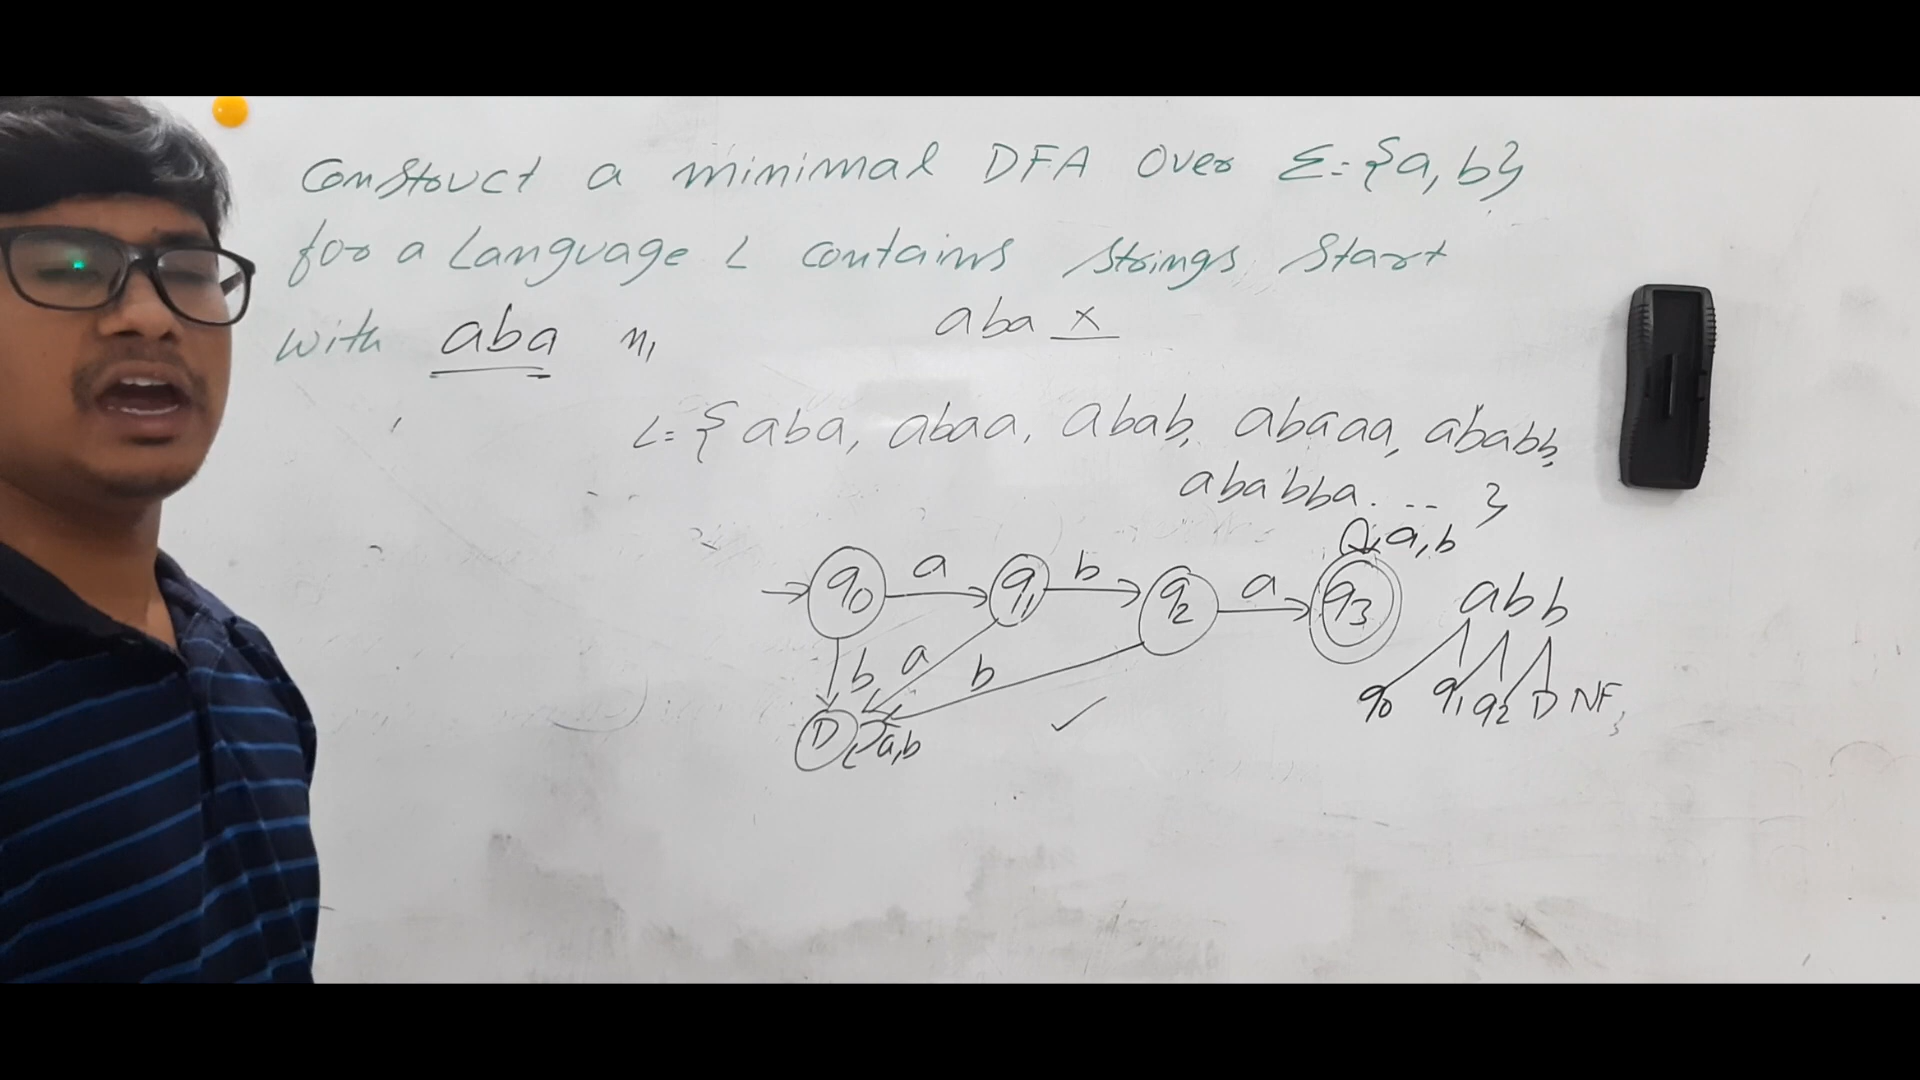 Construct a minimal DFA over Σ={a,b}
for a Language L contains strings start
with aba
aba x
L={aba, abaa, abab, abaaa, ababb,
ababba. ... }
a,b
q0 a q1 b q2 a q3
abb
b a b
q0 q1 q2 D NF
D a,b